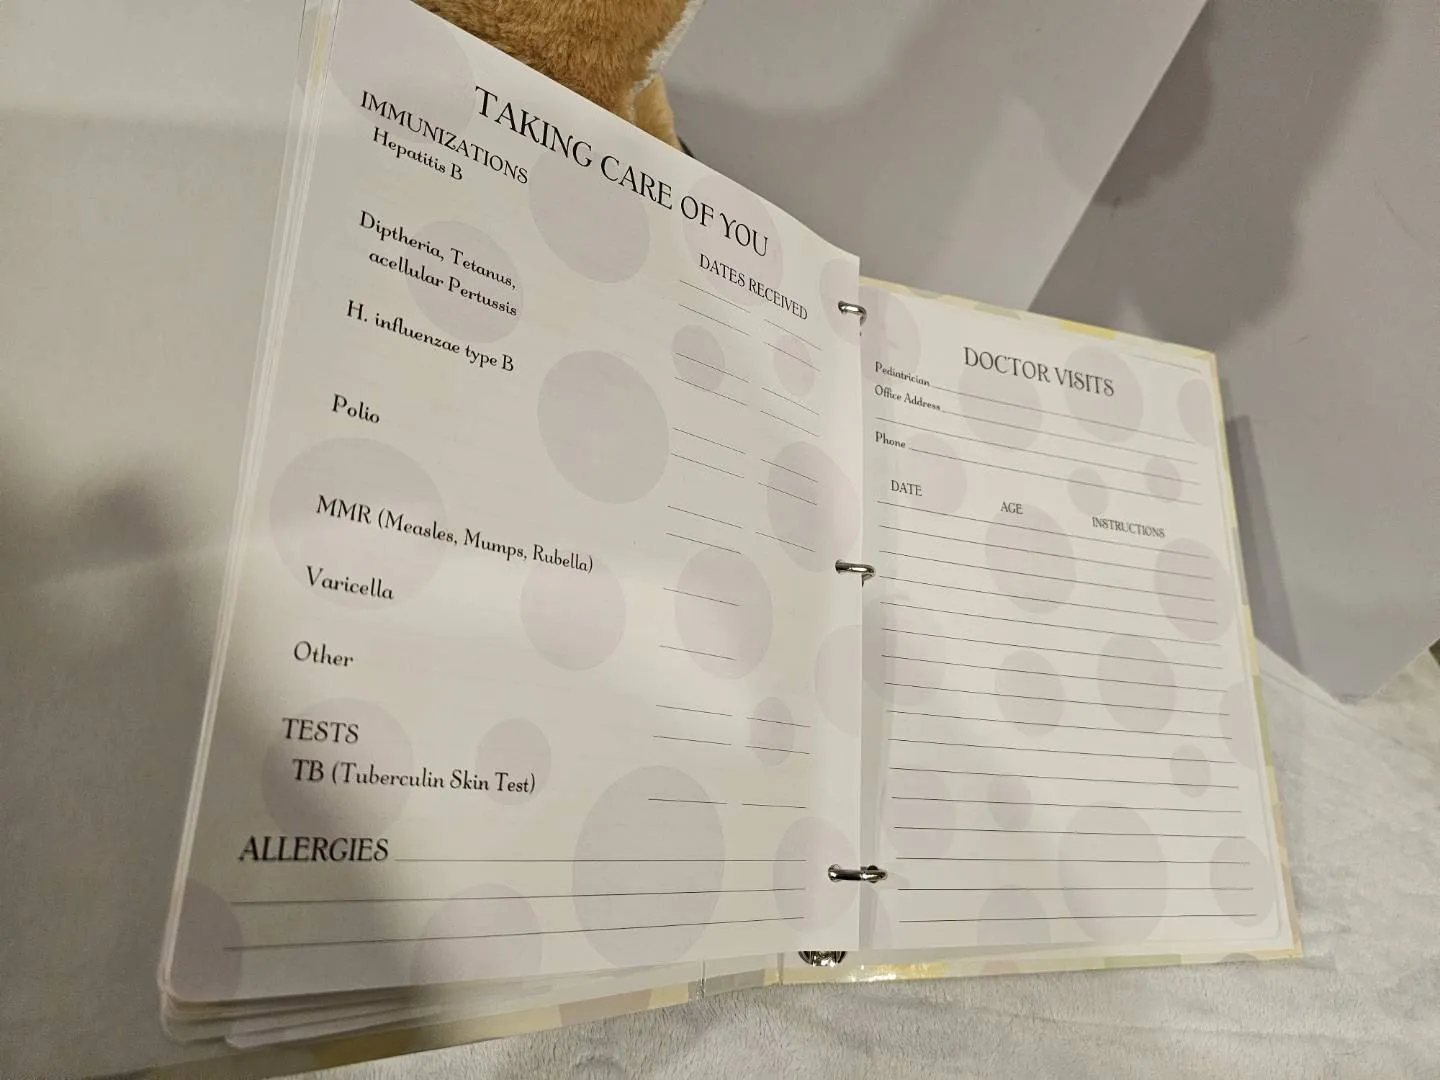 TAKING CARE OF YOU
IMMUNIZATIONS
DATES RECEIVED
Hepatitis B
Diptheria, Tetanus,
acellular Pertussis
H. influenzae type B
Polio
MMR (Measles, Mumps, Rubella)
Varicella
Other
TESTS
TB (Tuberculin Skin Test)
ALLERGIES
DOCTOR VISITS
Pediatrician
Office Address
Phone
DATE AGE INSTRUCTIONS